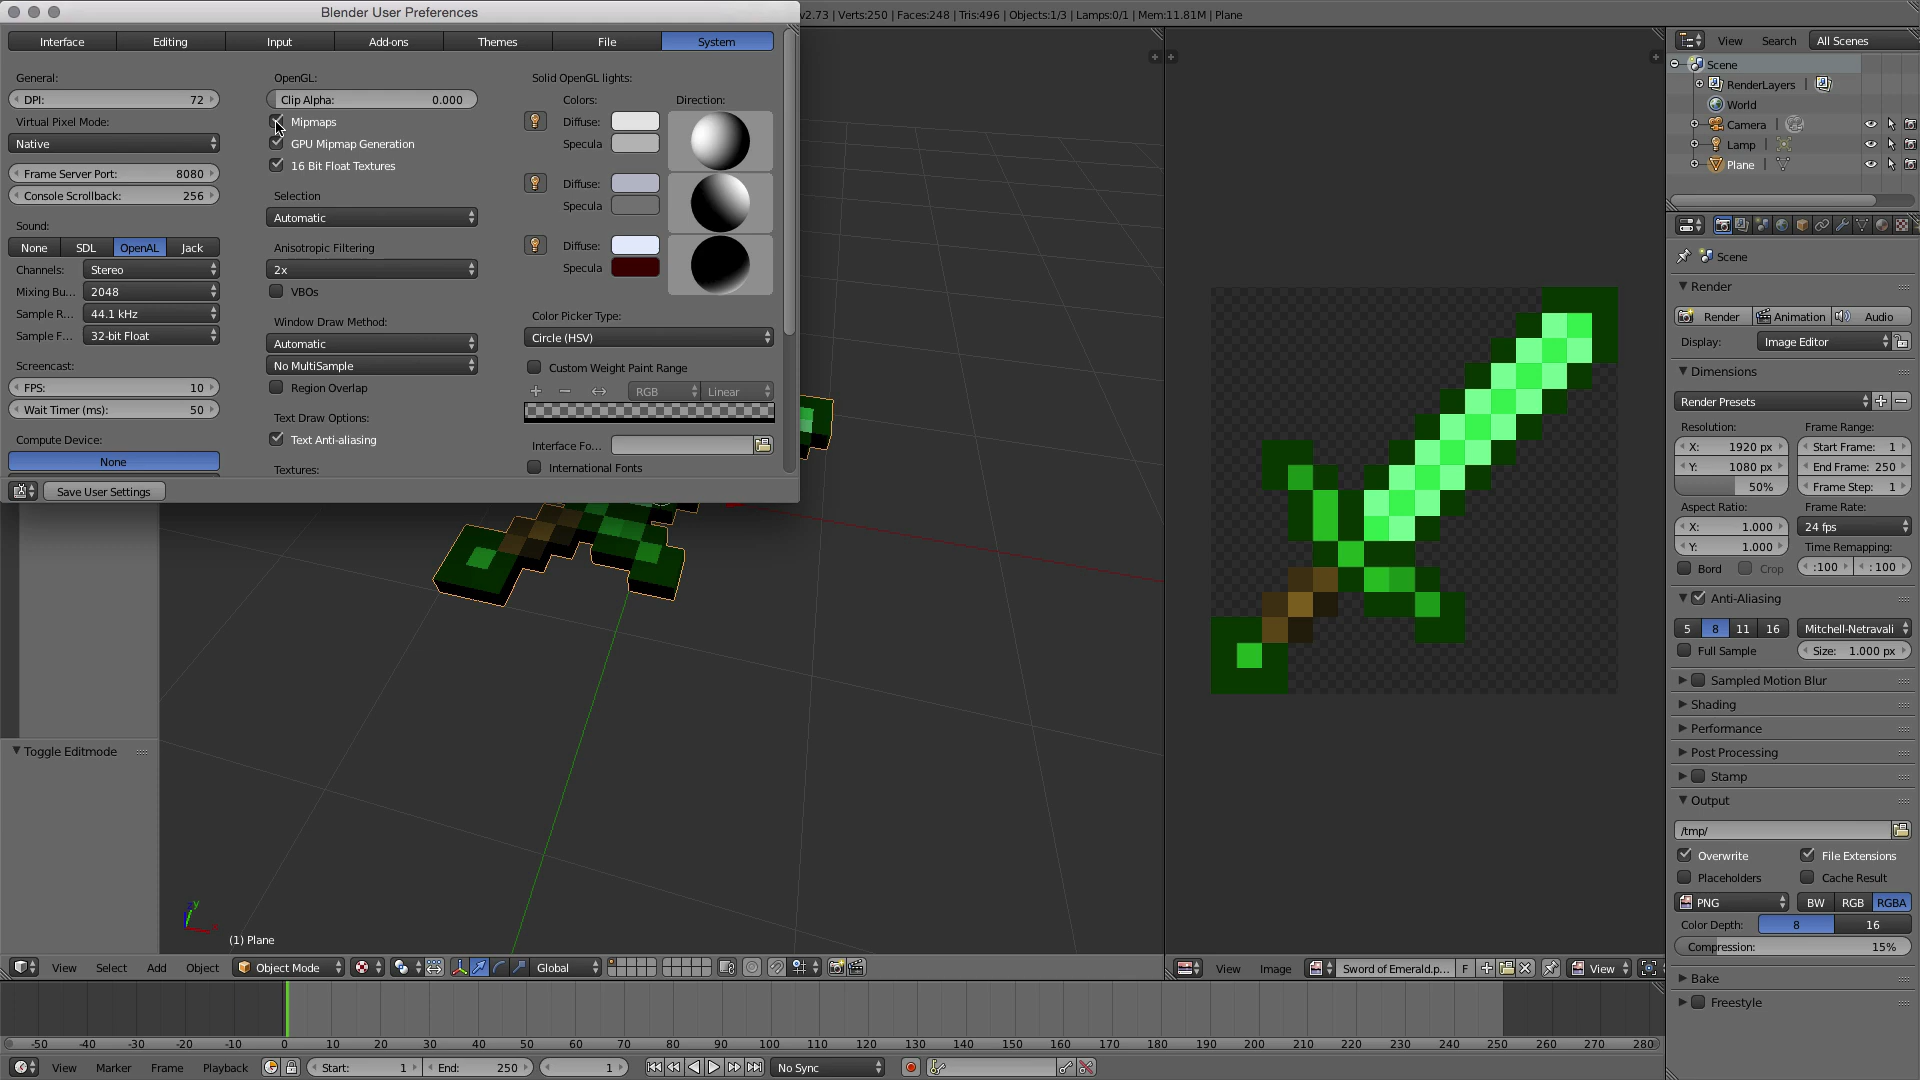 Blender User Preferences
v2.73 | Verts:250 | Faces:248 | Tris:496 | Objects:1/3 | Lamps:0/1 | Mem:11.81M | Plane
Interface Editing Input Add-ons Themes File System
General:
DPI: 72
Virtual Pixel Mode:
Native
Frame Server Port: 8080
Console Scrollback: 256
Sound:
None SDL OpenAL Jack
Channels: Stereo
Mixing Bu... 2048
Sample R... 44.1 kHz
Sample F... 32-bit Float
Screencast:
FPS: 10
Wait Timer (ms): 50
Compute Device:
None
OpenGL:
Clip Alpha: 0.000
Mipmaps
GPU Mipmap Generation
16 Bit Float Textures
Selection
Automatic
Anisotropic Filtering
2x
VBOs
Window Draw Method:
Automatic
No MultiSample
Region Overlap
Text Draw Options:
Text Anti-aliasing
Textures:
Solid OpenGL lights:
Colors: Direction:
Diffuse:
Specula
Diffuse:
Specula
Diffuse:
Specula
Color Picker Type:
Circle (HSV)
Custom Weight Paint Range
RGB Linear
Interface Fo...
International Fonts
Save User Settings
Toggle Editmode
(1) Plane
View Select Add Object Object Mode Global
View Image Sword of Emerald.p... F View
-50 -40 -30 -20 -10 0 10 20 30 40 50 60 70 80 90 100 110 120 130 140 150 160 170 180 190 200 210 220 230 240 250 260 270 280
View Marker Frame Playback Start: 1 End: 250 1 No Sync
View Search All Scenes
Scene
RenderLayers
World
Camera
Lamp
Plane
Scene
Render
Render Animation Audio
Display: Image Editor
Dimensions
Render Presets
Resolution: Frame Range:
X: 1920 px Start Frame: 1
Y: 1080 px End Frame: 250
50% Frame Step: 1
Aspect Ratio: Frame Rate:
X: 1.000 24 fps
Y: 1.000 Time Remapping:
Bord Crop :100 :100
Anti-Aliasing
5 8 11 16 Mitchell-Netravali
Full Sample Size: 1.000 px
Sampled Motion Blur
Shading
Performance
Post Processing
Stamp
Output
/tmp/
Overwrite File Extensions
Placeholders Cache Result
PNG BW RGB RGBA
Color Depth: 8 16
Compression: 15%
Bake
Freestyle